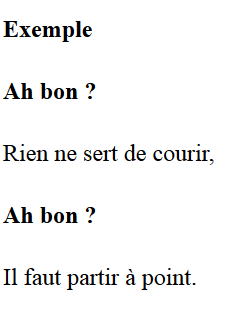 Exemple
Ah bon ?
Rien ne sert de courir,
Ah bon ?
Il faut partir à point.